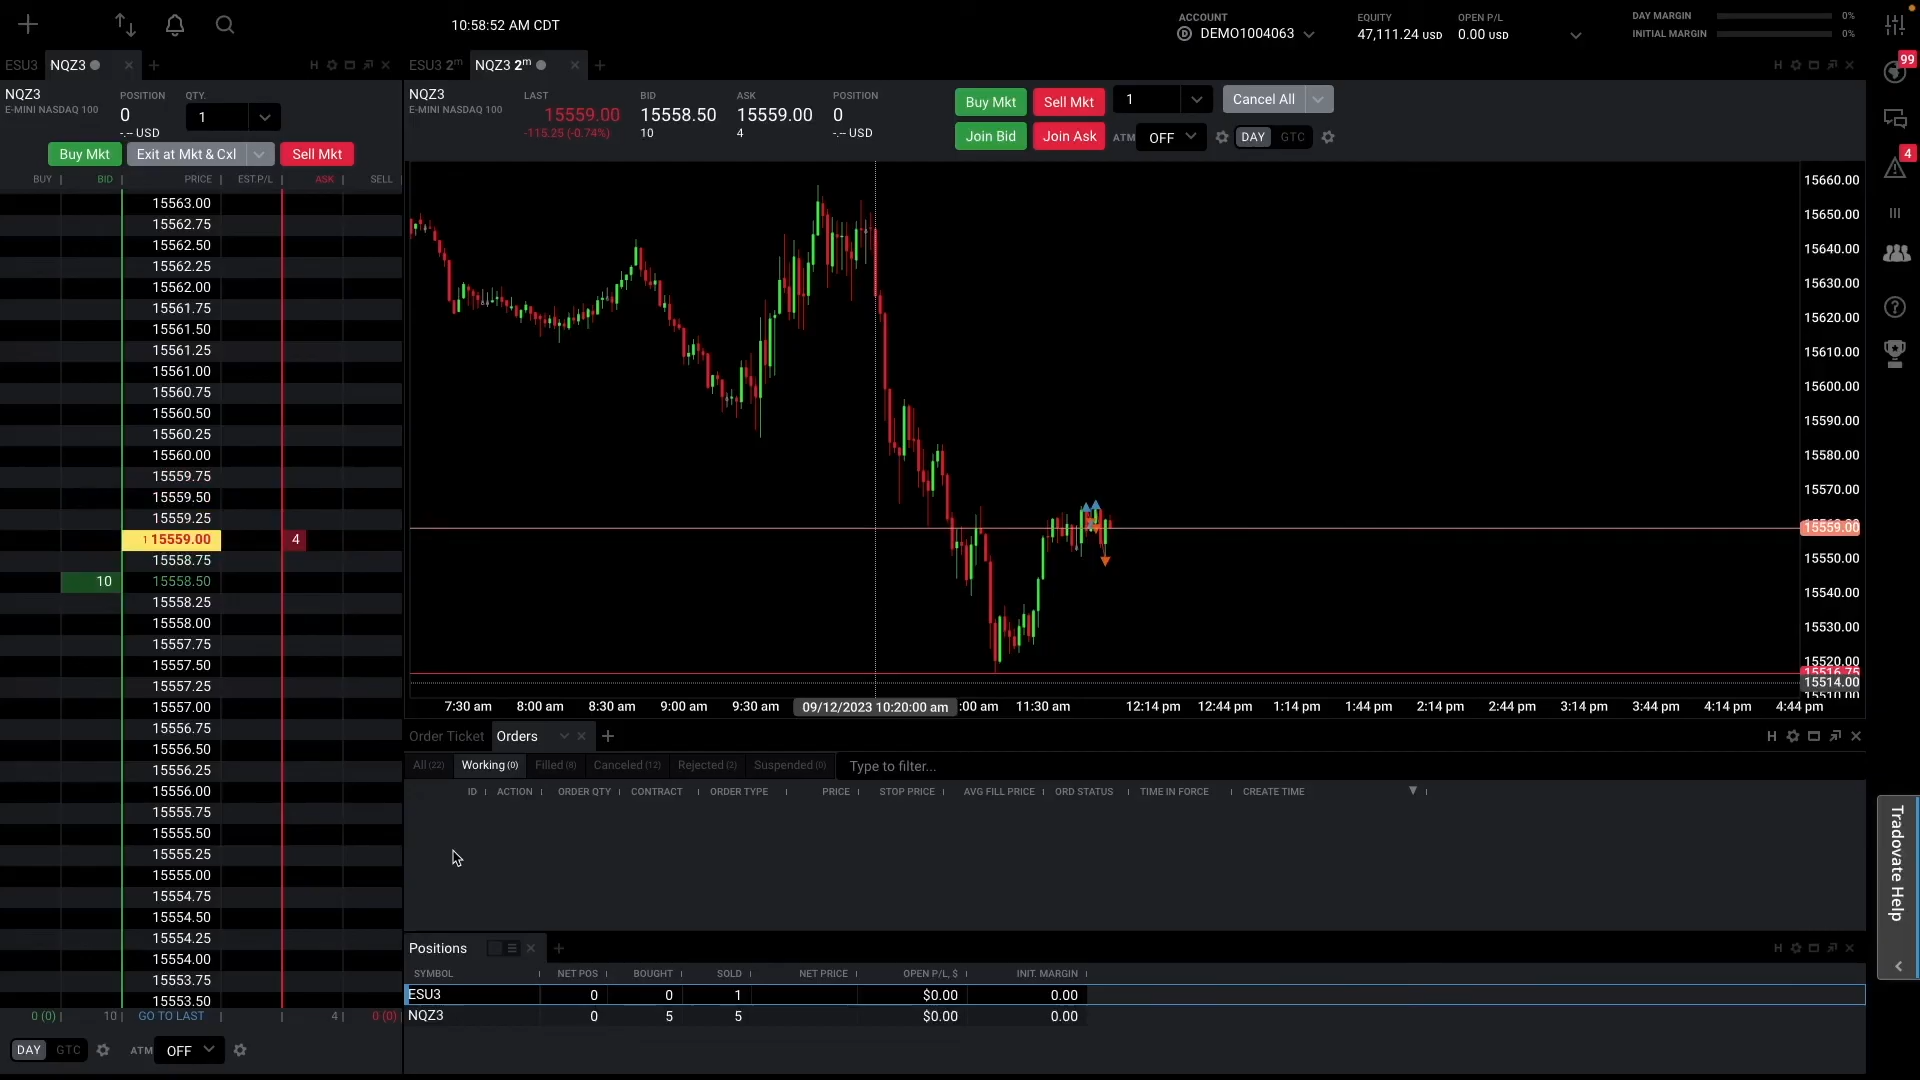 10:58:52 AM CDT
ACCOUNT
DEMO1004063
EQUITY
47,111.24 USD
OPEN P/L
0.00 USD
DAY MARGIN 0%
INITIAL MARGIN 0%
ESU3 NQZ3
H
ESU3 2m NQZ3 2m
H
99
4
NQZ3
E-MINI NASDAQ 100
POSITION
0
-.-- USD
QTY.
1
Buy Mkt Exit at Mkt & Cxl Sell Mkt
BUY BID PRICE EST.P/L ASK SELL
15563.00
15562.75
15562.50
15562.25
15562.00
15561.75
15561.50
15561.25
15561.00
15560.75
15560.50
15560.25
15560.00
15559.75
15559.50
15559.25
1 15559.00 4
15558.75
10 15558.50
15558.25
15558.00
15557.75
15557.50
15557.25
15557.00
15556.75
15556.50
15556.25
15556.00
15555.75
15555.50
15555.25
15555.00
15554.75
15554.50
15554.25
15554.00
15553.75
15553.50
0 (0) 10 GO TO LAST 4 0 (0)
DAY GTC ATM OFF
NQZ3
E-MINI NASDAQ 100
LAST
15559.00
-115.25 (-0.74%)
BID
15558.50
10
ASK
15559.00
4
POSITION
0
-.-- USD
Buy Mkt Sell Mkt 1 Cancel All
Join Bid Join Ask ATM OFF DAY GTC
15660.00
15650.00
15640.00
15630.00
15620.00
15610.00
15600.00
15590.00
15580.00
15570.00
15559.00
15550.00
15540.00
15530.00
15520.00
15516.75
15514.00
15510.00
7:30 am 8:00 am 8:30 am 9:00 am 9:30 am 09/12/2023 10:20:00 am :00 am 11:30 am 12:14 pm 12:44 pm 1:14 pm 1:44 pm 2:14 pm 2:44 pm 3:14 pm 3:44 pm 4:14 pm 4:44 pm
Order Ticket Orders
H
All (22) Working (0) Filled (8) Canceled (12) Rejected (2) Suspended (0) Type to filter...
ID ACTION ORDER QTY CONTRACT ORDER TYPE PRICE STOP PRICE AVG FILL PRICE ORD STATUS TIME IN FORCE CREATE TIME
Positions
H
SYMBOL NET POS BOUGHT SOLD NET PRICE OPEN P/L, $ INIT. MARGIN
ESU3 0 0 1 $0.00 0.00
NQZ3 0 5 5 $0.00 0.00
Tradovate Help